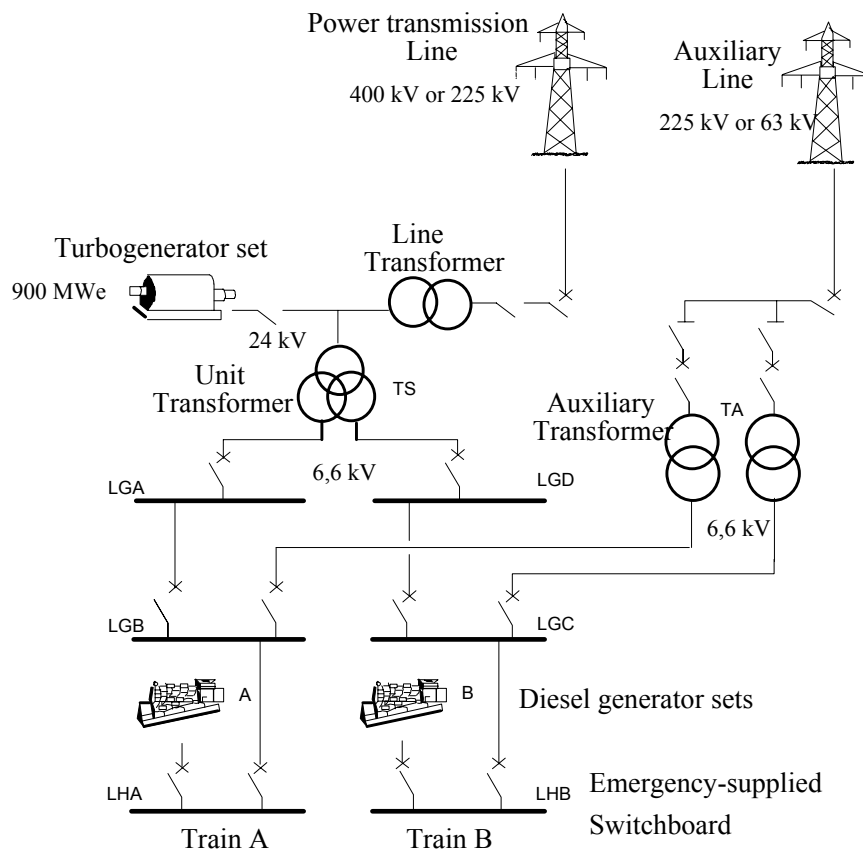 Power transmission
Line
400 kV or 225 kV
Auxiliary
Line
225 kV or 63 kV
Turbogenerator set
900 MWe
24 kV
Line
Transformer
Unit
Transformer
TS
Auxiliary
Transformer
TA
6,6 kV
6,6 kV
LGA
LGD
LGB
LGC
A
B
Diesel generator sets
LHA
LHB
Emergency-supplied
Switchboard
Train A
Train B